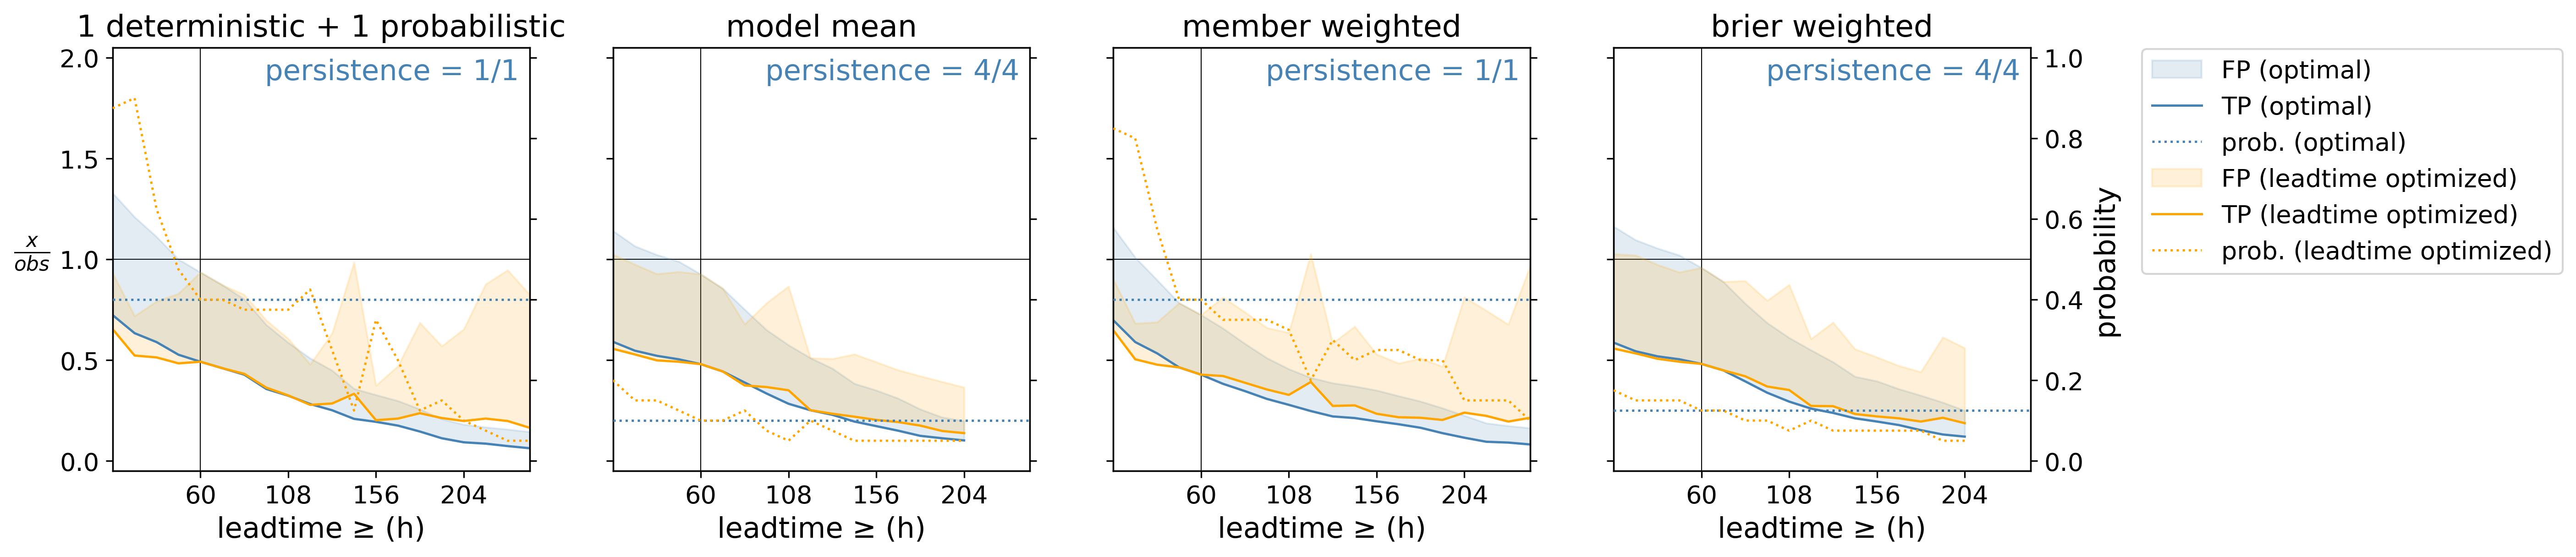 1 deterministic + 1 probabilistic
model mean
member weighted
brier weighted
persistence = 1/1
persistence = 4/4
persistence = 1/1
persistence = 4/4
2.0
1.5
1.0
0.5
0.0
x
obs
1.0
0.8
0.6
0.4
0.2
0.0
probability
60 108 156 204
60 108 156 204
60 108 156 204
60 108 156 204
leadtime ≥ (h)
leadtime ≥ (h)
leadtime ≥ (h)
leadtime ≥ (h)
FP (optimal)
TP (optimal)
prob. (optimal)
FP (leadtime optimized)
TP (leadtime optimized)
prob. (leadtime optimized)